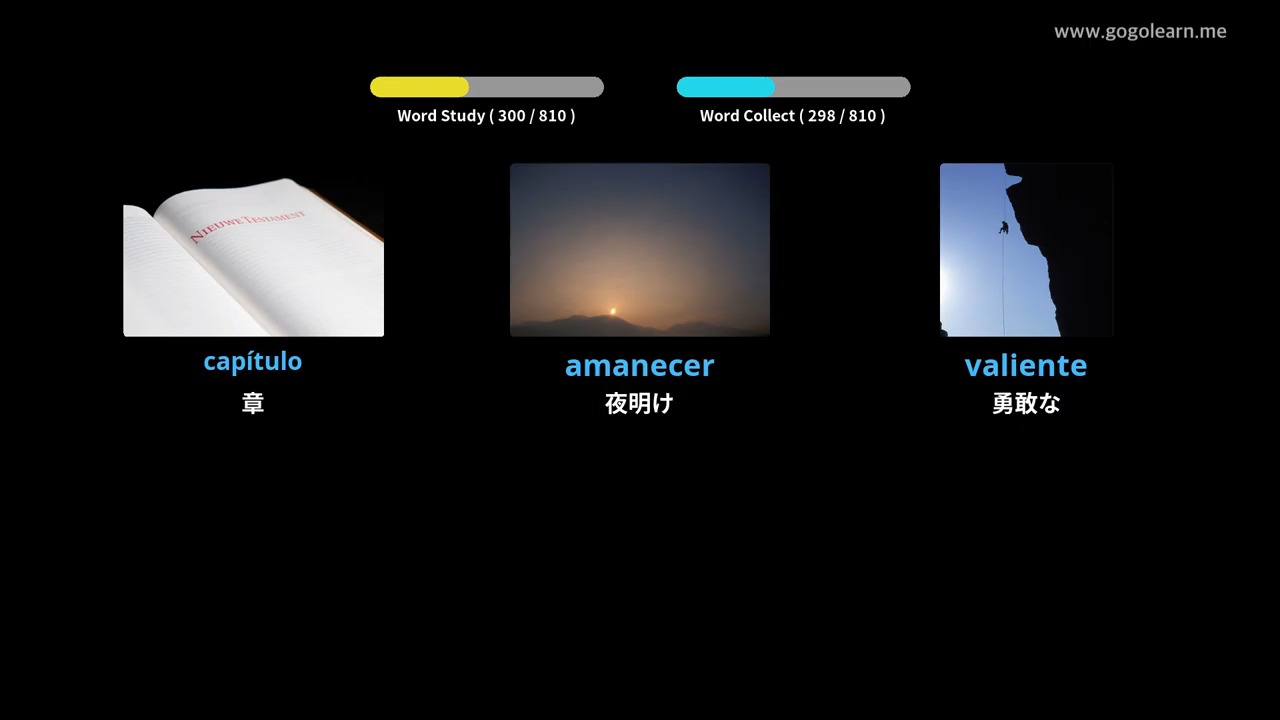 www.gogolearn.me
Word Study ( 300 / 810 )
Word Collect ( 298 / 810 )
NIEUWE TESTAMENT
capítulo
章
amanecer
夜明け
valiente
勇敢な